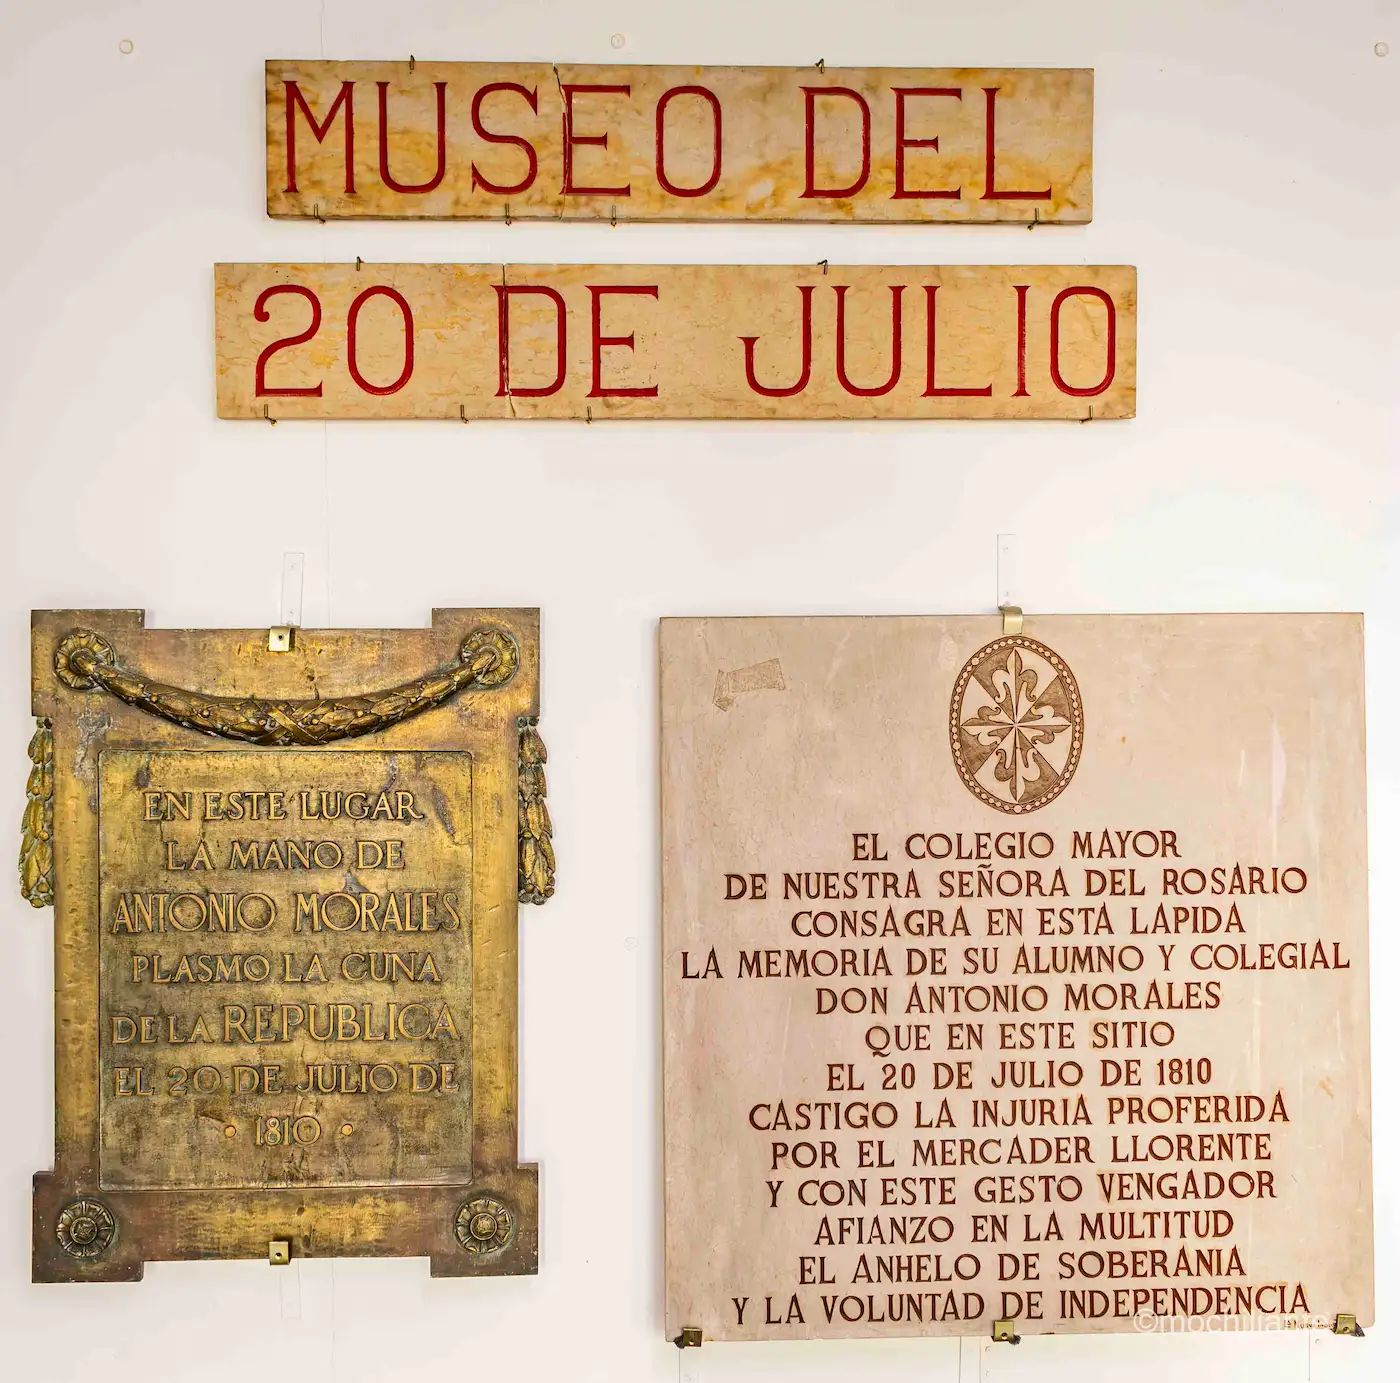 MUSEO DEL
20 DE JULIO
EN ESTE LUGAR
LA MANO DE
ANTONIO MORALES
PLASMO LA CUNA
DE LA REPUBLICA
EL 20 DE JULIO DE
• 1810 •
EL COLEGIO MAYOR
DE NUESTRA SEÑORA DEL ROSARIO
CONSAGRA EN ESTA LAPIDA
LA MEMORIA DE SU ALUMNO Y COLEGIAL
DON ANTONIO MORALES
QUE EN ESTE SITIO
EL 20 DE JULIO DE 1810
CASTIGO LA INJURIA PROFERIDA
POR EL MERCADER LLORENTE
Y CON ESTE GESTO VENGADOR
AFIANZO EN LA MULTITUD
EL ANHELO DE SOBERANIA
Y LA VOLUNTAD DE INDEPENDENCIA